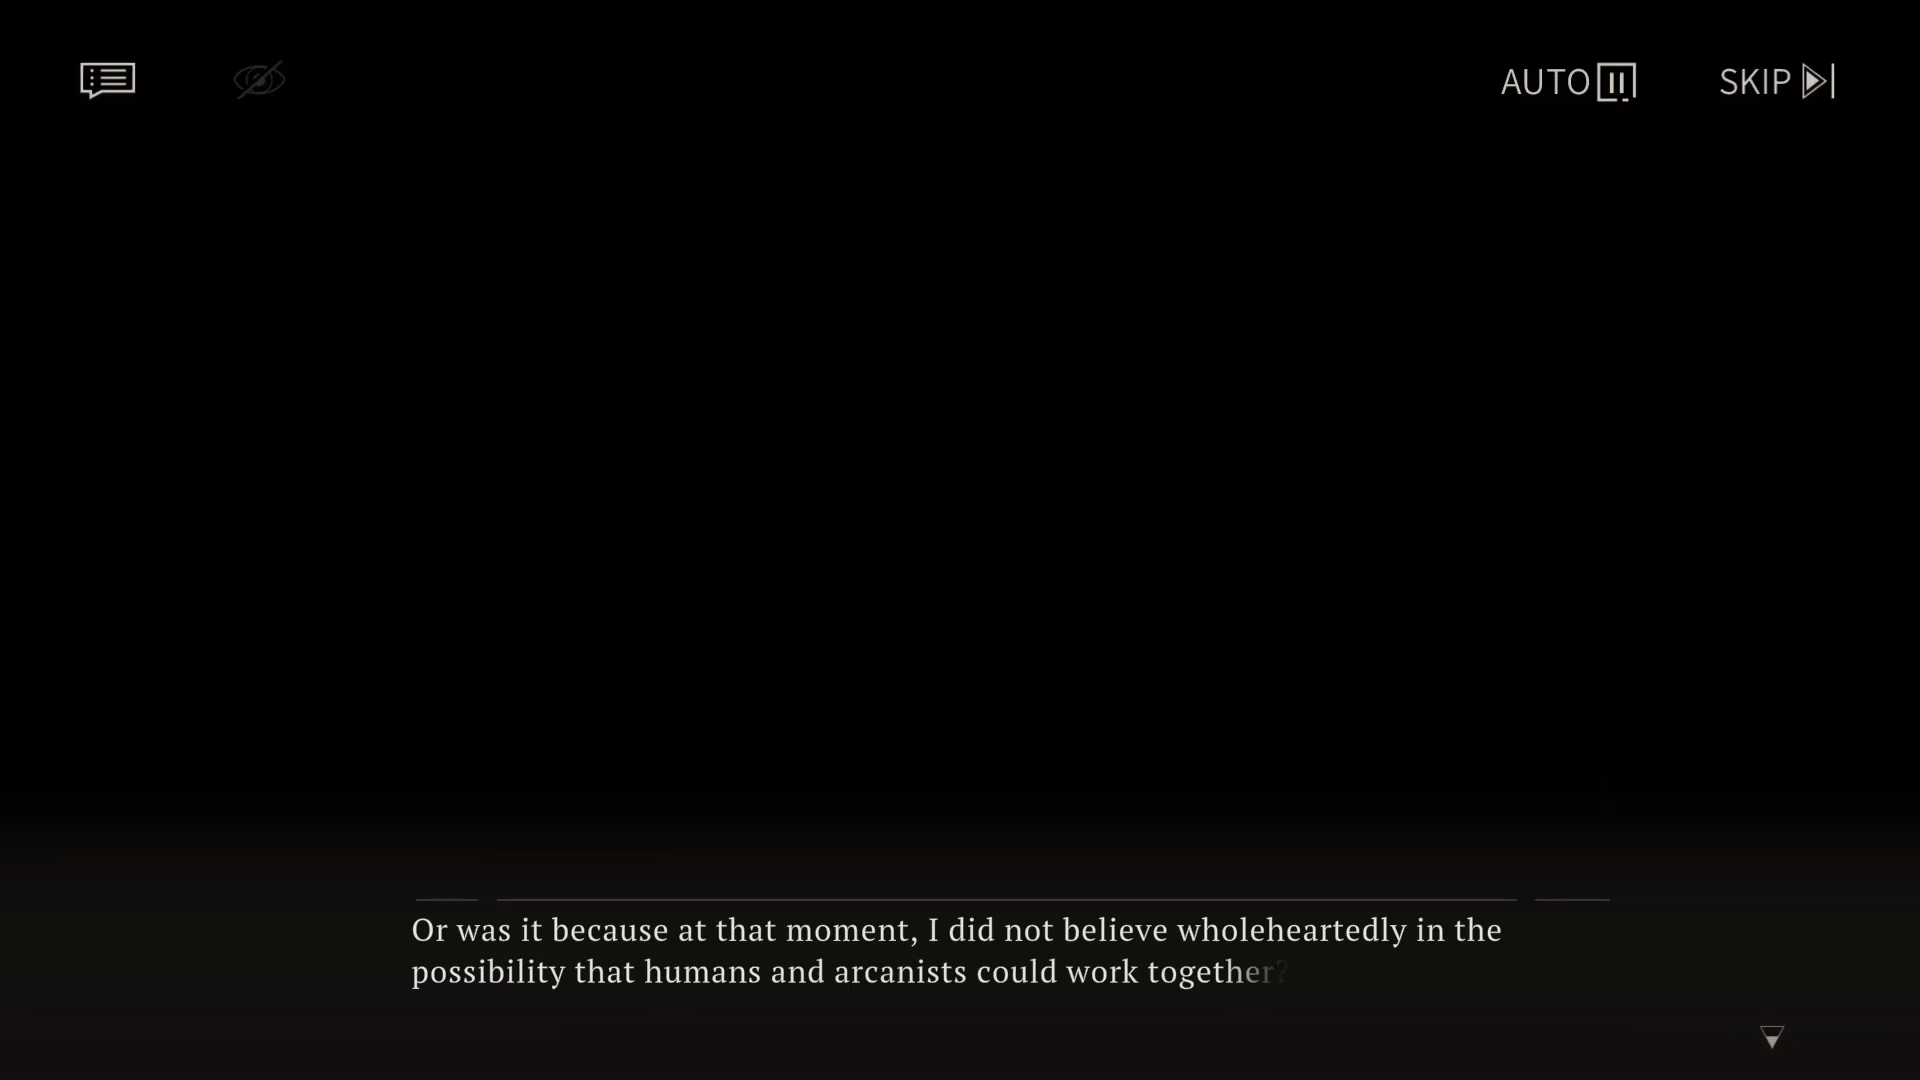 AUTO
SKIP
Or was it because at that moment, I did not believe wholeheartedly in the
possibility that humans and arcanists could work together?